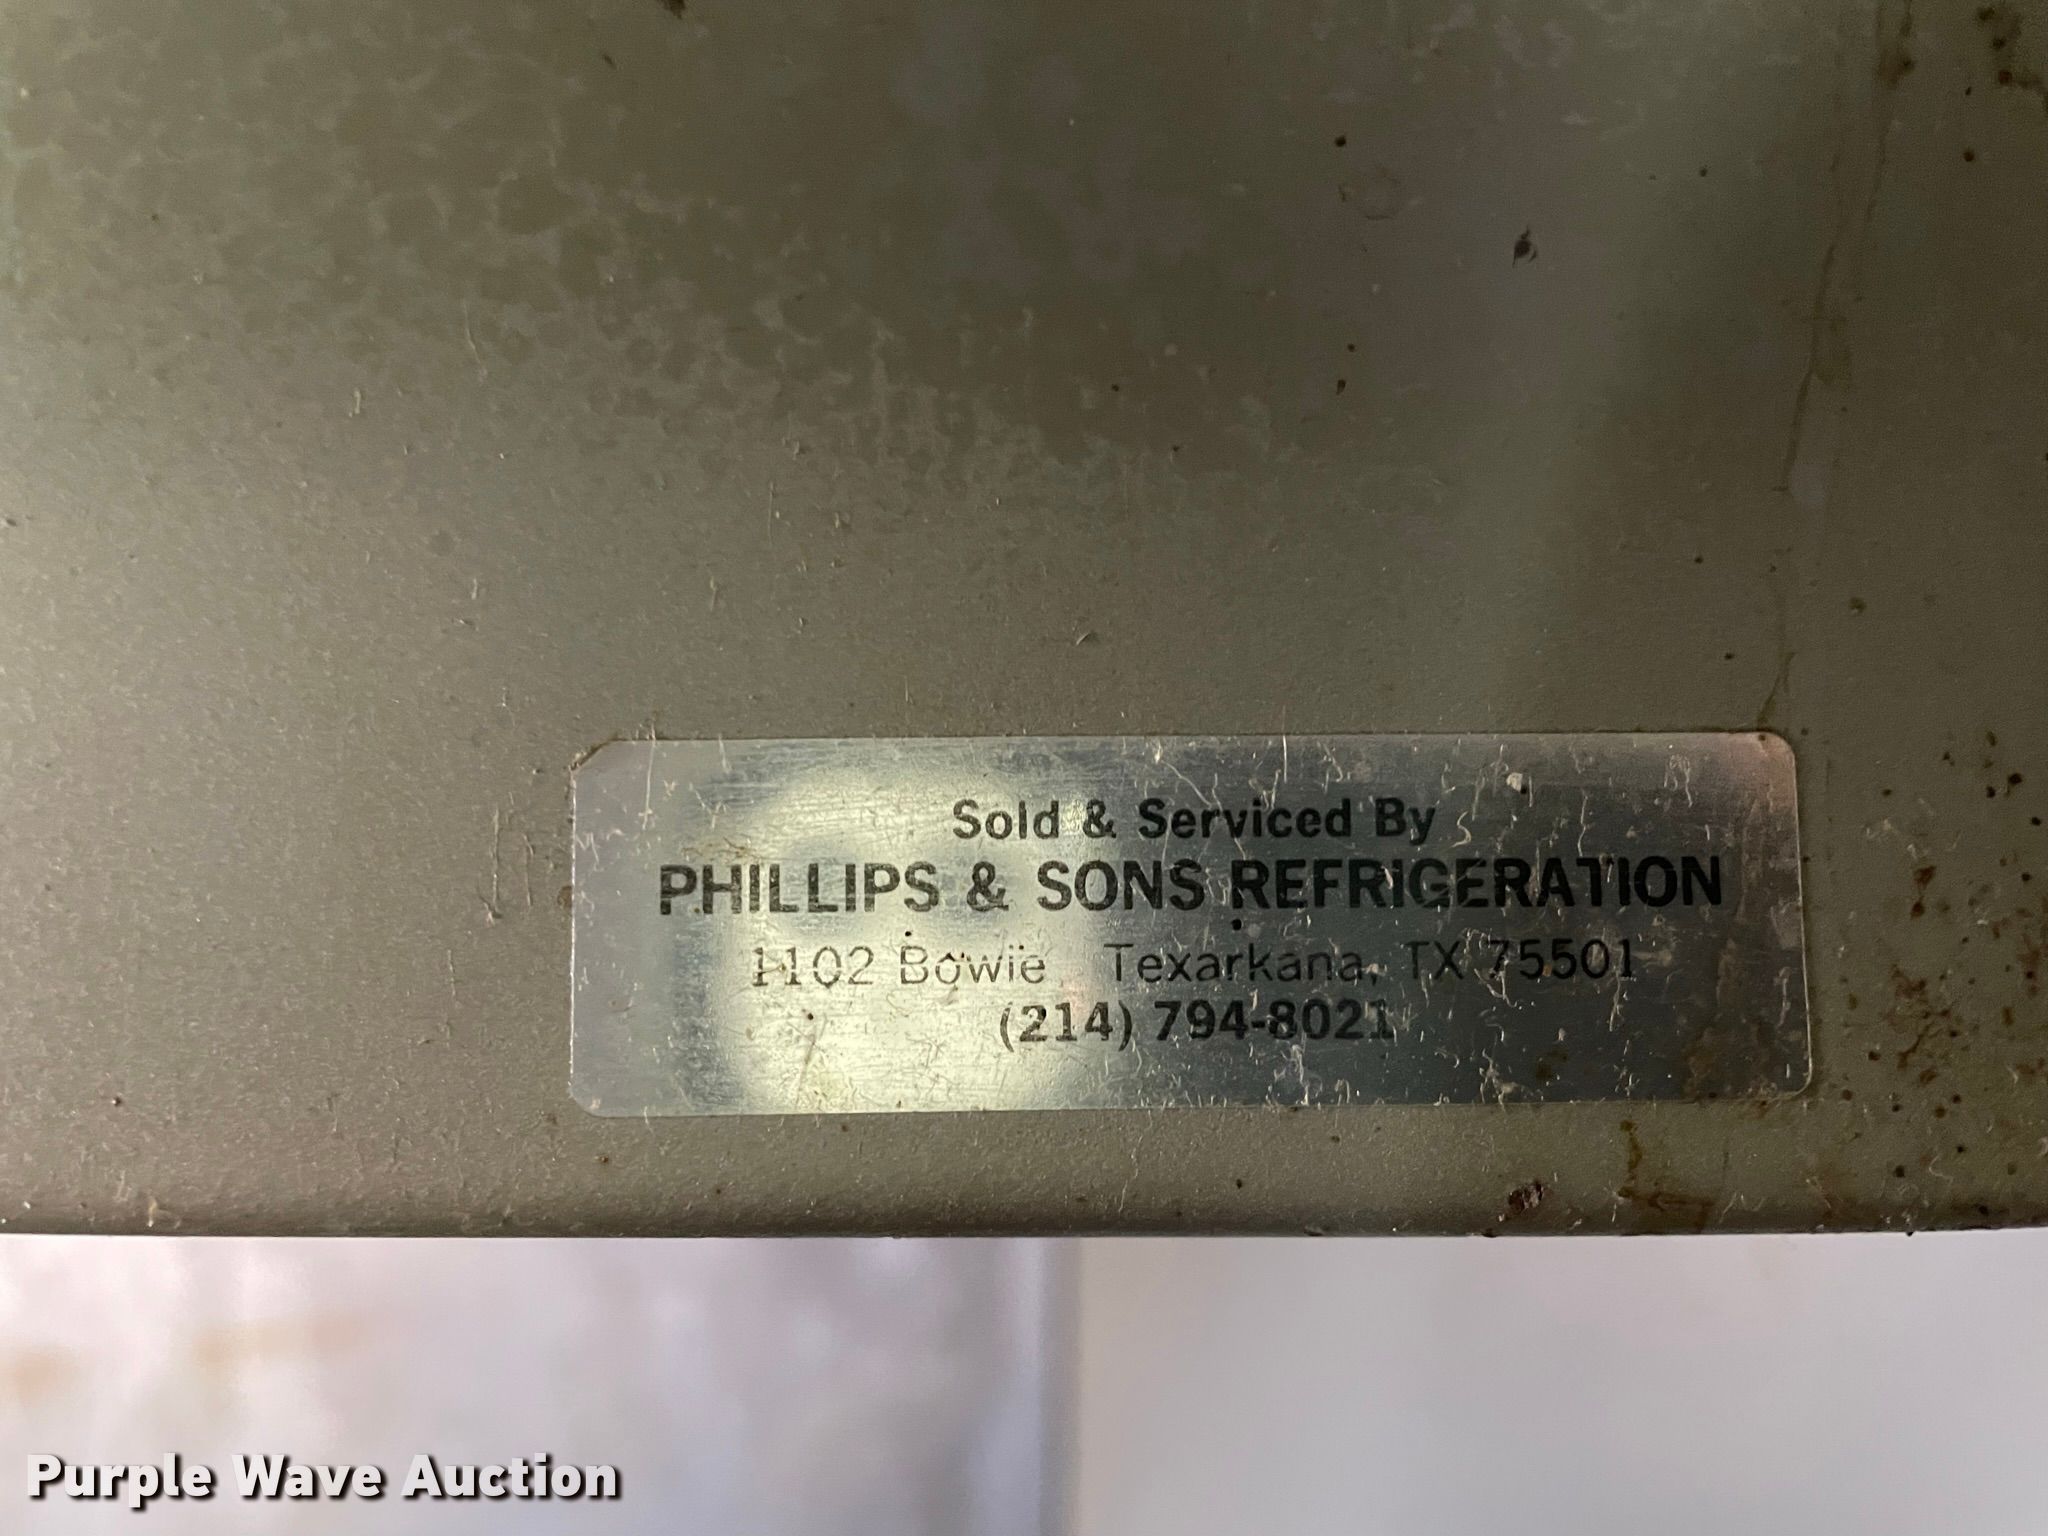 Sold & Serviced By
PHILLIPS & SONS REFRIGERATION
1102 Bowie Texarkana, TX 75501
(214) 794-8021
Purple Wave Auction